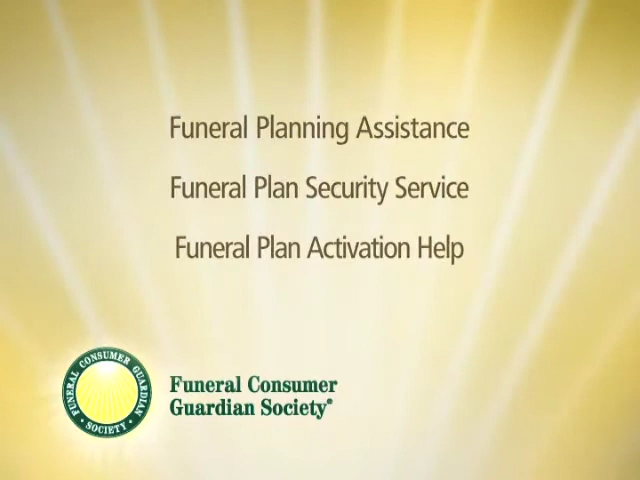 Funeral Planning Assistance
Funeral Plan Security Service
Funeral Plan Activation Help
FUNERAL CONSUMER GUARDIAN
• SOCIETY •
Funeral Consumer
Guardian Society®